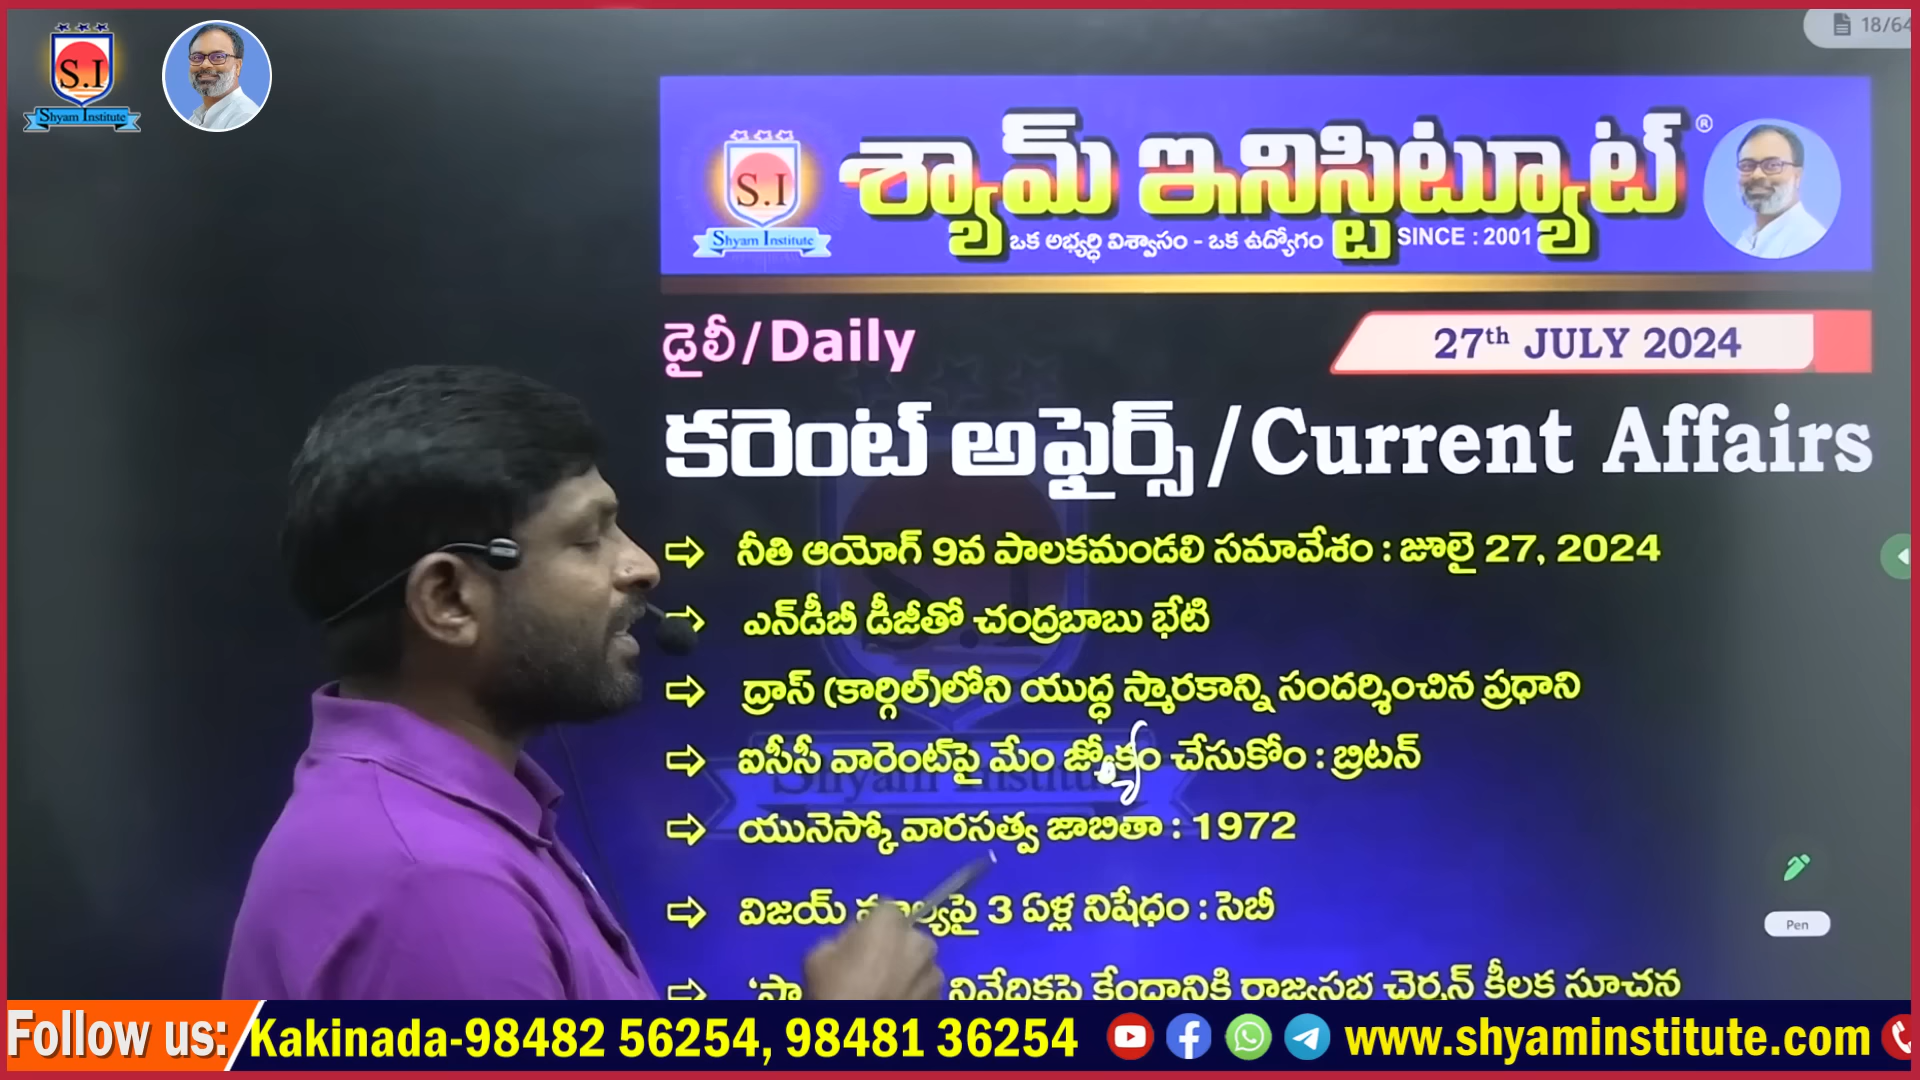 S.I
Shyam Institute
18/64
S.I
Shyam Institute
శ్యామ్ ఇనిస్టిట్యూట్ ®
ఒక అభ్యర్ధి విశ్వాసం - ఒక ఉద్యోగం SINCE : 2001
డైలీ/Daily
27th JULY 2024
కరెంట్ అఫైర్స్/Current Affairs
⇨ నీతి ఆయోగ్ 9వ పాలకమండలి సమావేశం : జూలై 27, 2024
⇨ ఎన్‌డీబీ డీజీతో చంద్రబాబు భేటి
⇨ ద్రాస్ (కార్గిల్)లోని యుద్ధ స్మారకాన్ని సందర్శించిన ప్రధాని
⇨ ఐసీసీ వారెంట్‌పై మేం జ్యోక్యం చేసుకోం : బ్రిటన్
⇨ యునెస్కో వారసత్వ జాబితా : 1972
⇨ విజయ్ మాల్యపై 3 ఏళ్ల నిషేధం : సెబీ
⇨ నివేదికపై కేంద్రానికి రాజ్యసభ చైర్మన్ కీలక సూచన
Pen
Follow us: Kakinada-98482 56254, 98481 36254 www.shyaminstitute.com